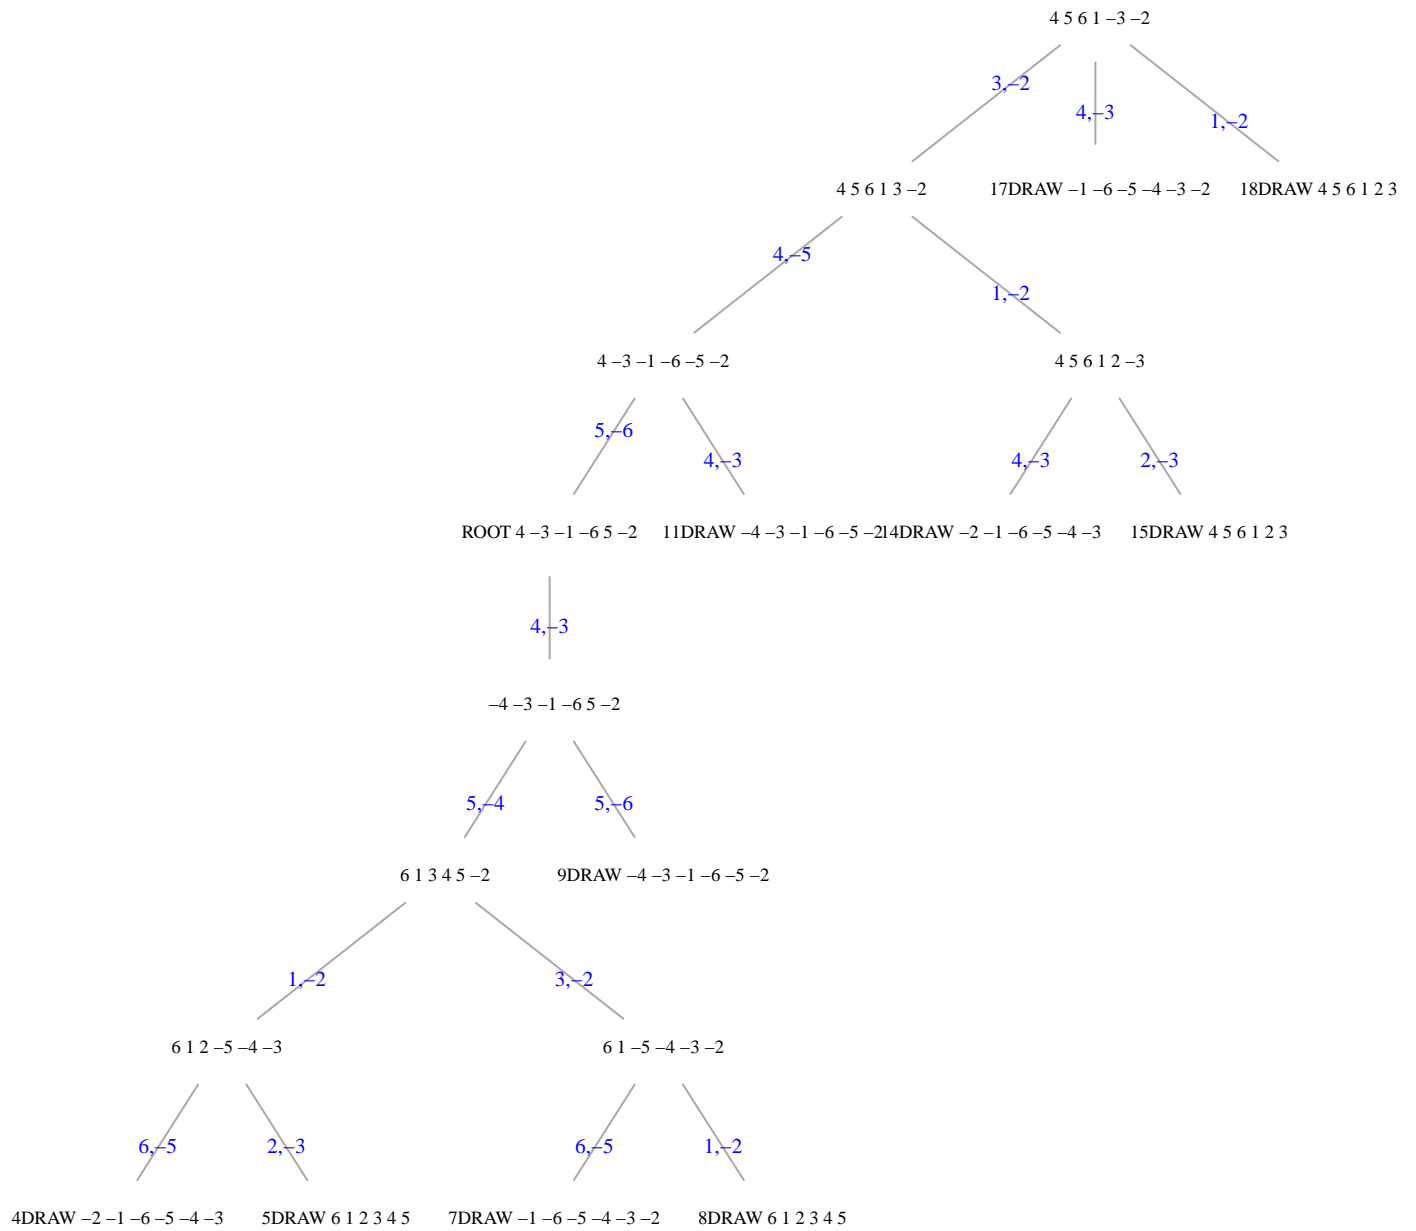 4 5 6 1 –3 –2
3,–2
4,–3
1,–2
4 5 6 1 3 –2
17DRAW –1 –6 –5 –4 –3 –2
18DRAW 4 5 6 1 2 3
4,–5
1,–2
4 –3 –1 –6 –5 –2
4 5 6 1 2 –3
5,–6
4,–3
4,–3
2,–3
ROOT 4 –3 –1 –6 5 –2
11DRAW –4 –3 –1 –6 –5 –2
14DRAW –2 –1 –6 –5 –4 –3
15DRAW 4 5 6 1 2 3
4,–3
–4 –3 –1 –6 5 –2
5,–4
5,–6
6 1 3 4 5 –2
9DRAW –4 –3 –1 –6 –5 –2
1,–2
3,–2
6 1 2 –5 –4 –3
6 1 –5 –4 –3 –2
6,–5
2,–3
6,–5
1,–2
4DRAW –2 –1 –6 –5 –4 –3
5DRAW 6 1 2 3 4 5
7DRAW –1 –6 –5 –4 –3 –2
8DRAW 6 1 2 3 4 5